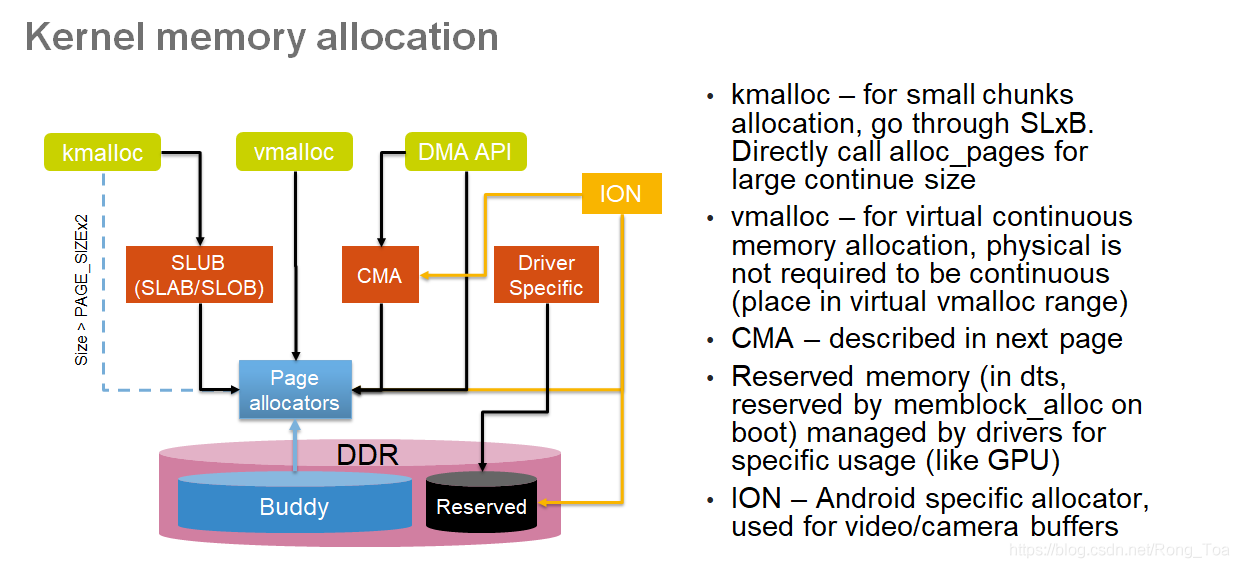 Kernel memory allocation
kmalloc
vmalloc
DMA API
ION
Size > PAGE_SIZEx2
SLUB
(SLAB/SLOB)
CMA
Driver
Specific
Page
allocators
DDR
Buddy
Reserved
• kmalloc – for small chunks
allocation, go through SLxB.
Directly call alloc_pages for
large continue size
• vmalloc – for virtual continuous
memory allocation, physical is
not required to be continuous
(place in virtual vmalloc range)
• CMA – described in next page
• Reserved memory (in dts,
reserved by memblock_alloc on
boot) managed by drivers for
specific usage (like GPU)
• ION – Android specific allocator,
used for video/camera buffers
https://blog.csdn.net/Rong_Toa